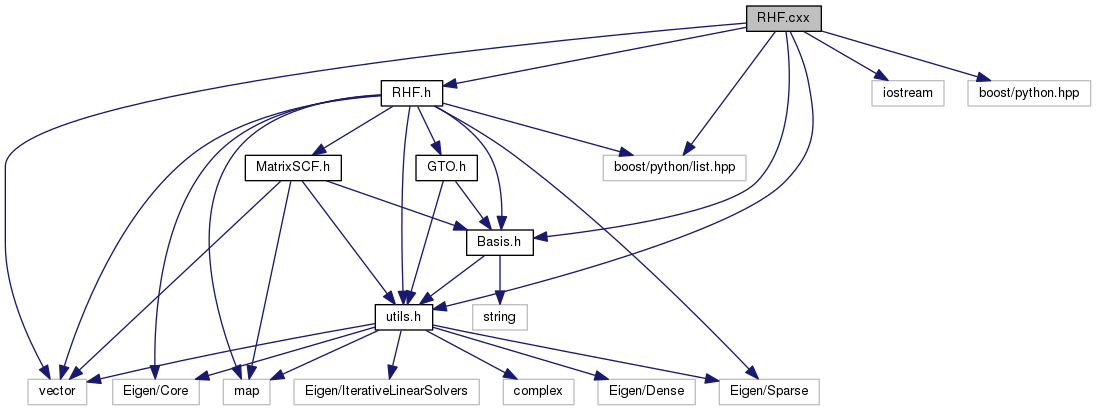 RHF.cxx
RHF.h
iostream
boost/python.hpp
MatrixSCF.h
GTO.h
boost/python/list.hpp
Basis.h
utils.h
string
vector
Eigen/Core
map
Eigen/IterativeLinearSolvers
complex
Eigen/Dense
Eigen/Sparse